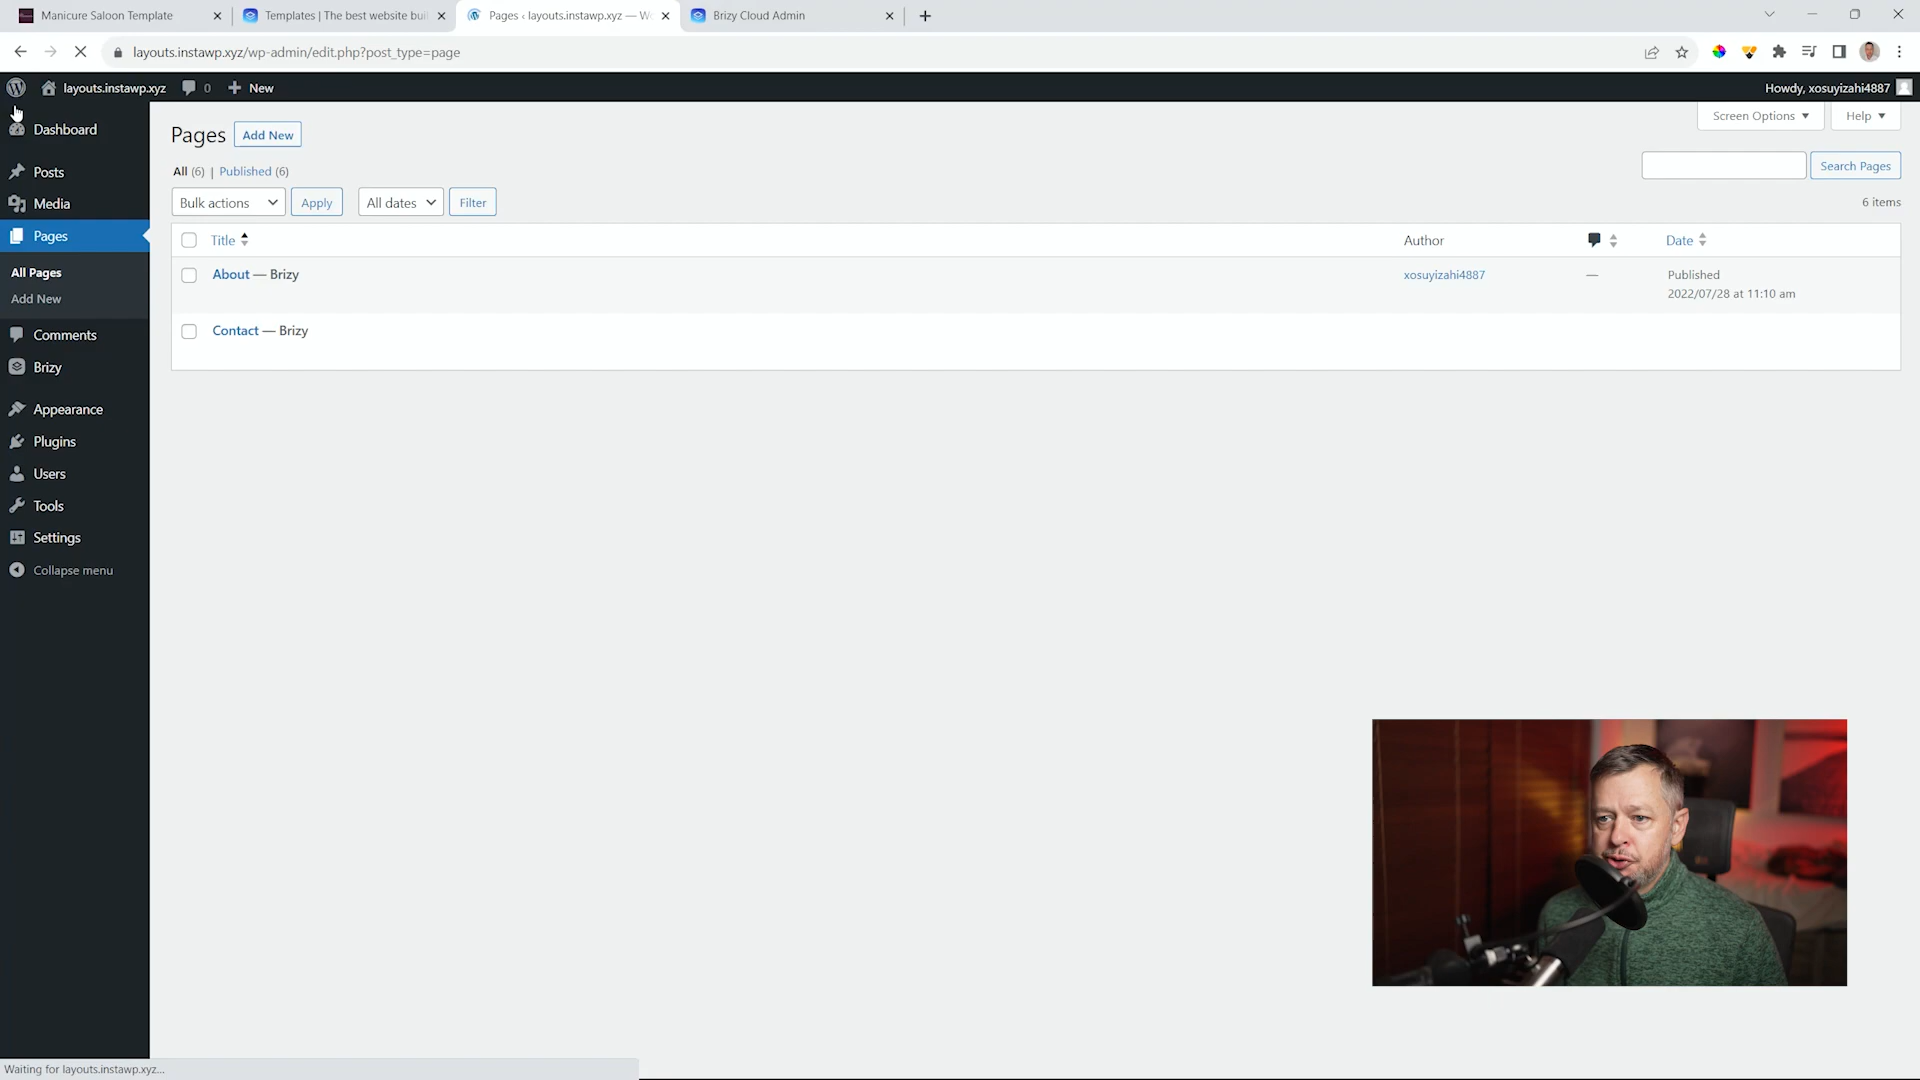 Manicure Saloon Template
Templates | The best website bui
Pages ‹ layouts.instawp.xyz — W
Brizy Cloud Admin
layouts.instawp.xyz/wp-admin/edit.php?post_type=page
layouts.instawp.xyz
0
New
Howdy, xosuyizahi4887
Dashboard
Posts
Media
Pages
All Pages
Add New
Comments
Brizy
Appearance
Plugins
Users
Tools
Settings
Collapse menu
Pages
Add New
Screen Options
Help
All (6) | Published (6)
Search Pages
Bulk actions
Apply
All dates
Filter
6 items
Title
Author
Date
About — Brizy
xosuyizahi4887
—
Published
2022/07/28 at 11:10 am
Contact — Brizy
Waiting for layouts.instawp.xyz...